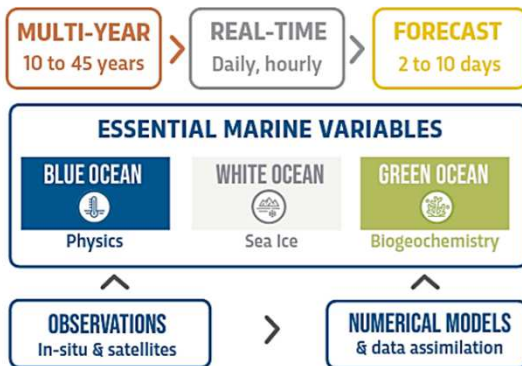 MULTI-YEAR
10 to 45 years
REAL-TIME
Daily, hourly
FORECAST
2 to 10 days
ESSENTIAL MARINE VARIABLES
BLUE OCEAN
Physics
WHITE OCEAN
Sea Ice
GREEN OCEAN
Biogeochemistry
OBSERVATIONS
In-situ & satellites
NUMERICAL MODELS
& data assimilation